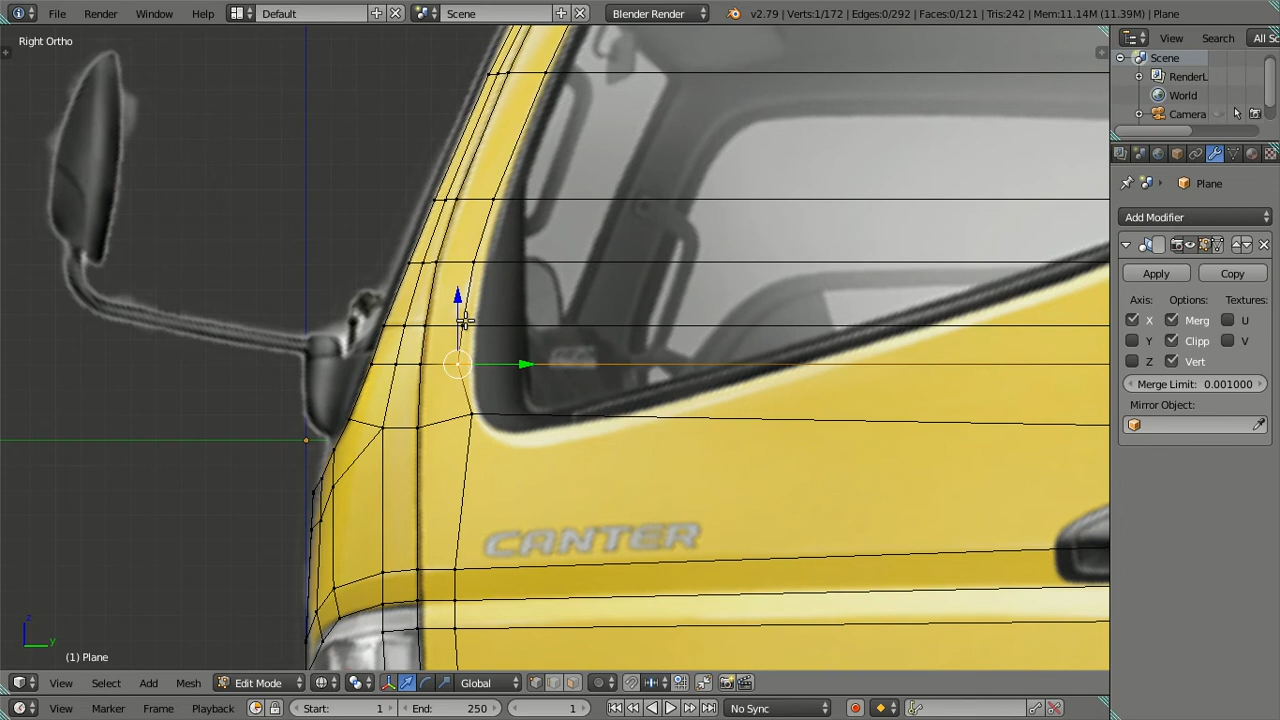 File Render Window Help Default Scene Blender Render v2.79 | Verts:1/172 | Edges:0/292 | Faces:0/121 | Tris:242 | Mem:11.14M (11.39M) | Plane
Right Ortho
View Search All Sc
Scene
RenderL
World
Camera
Plane
Add Modifier
Apply Copy
Axis: Options: Textures:
X Merg U
Y Clipp V
Z Vert
Merge Limit: 0.001000
Mirror Object:
CANTER
z
y
(1) Plane
View Select Add Mesh Edit Mode Global
View Marker Frame Playback Start: 1 End: 250 1 No Sync